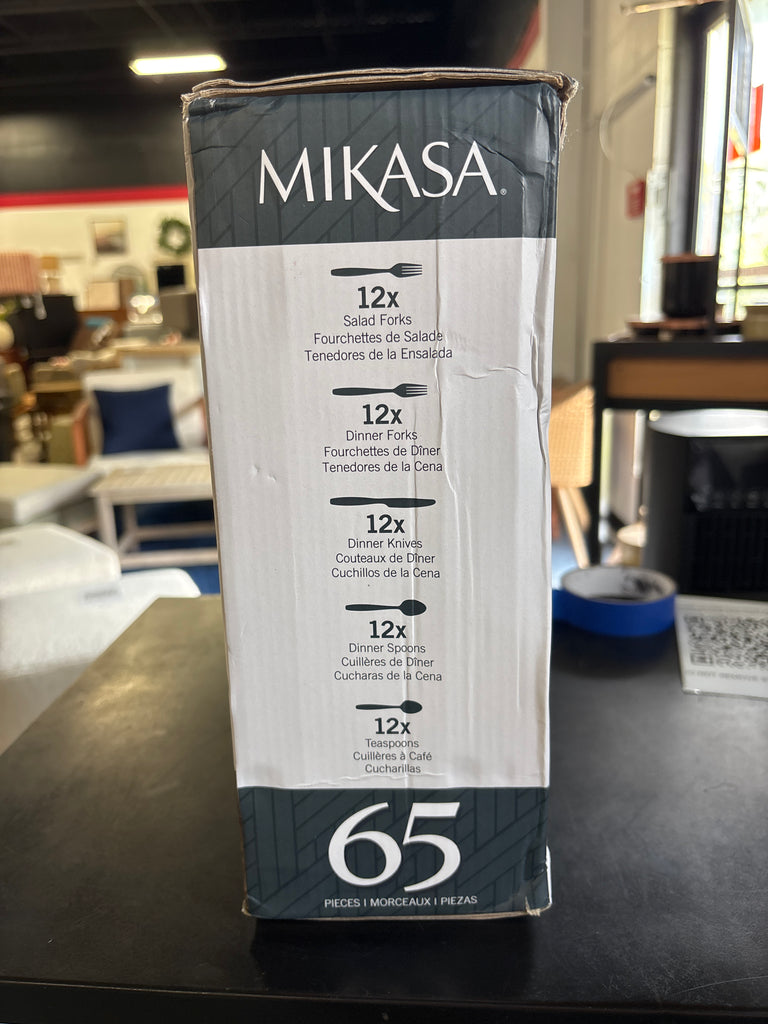 MIKASA®
12x
Salad Forks
Fourchettes de Salade
Tenedores de la Ensalada
12x
Dinner Forks
Fourchettes de Dîner
Tenedores de la Cena
12x
Dinner Knives
Couteaux de Dîner
Cuchillos de la Cena
12x
Dinner Spoons
Cuillères de Dîner
Cucharas de la Cena
12x
Teaspoons
Cuillères à Café
Cucharillas
65
PIECES | MORCEAUX | PIEZAS